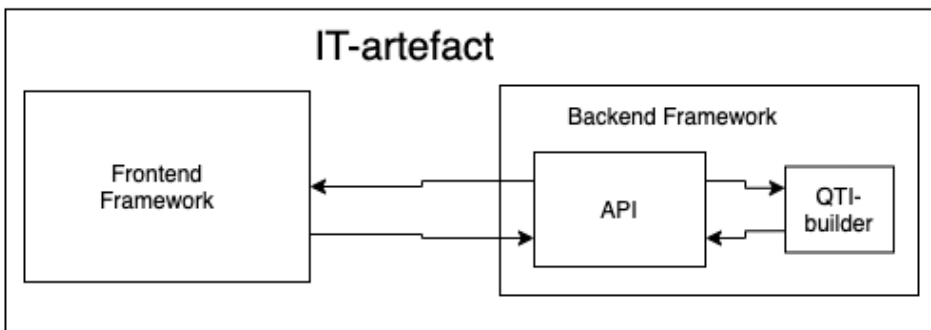 IT-artefact
Frontend
Framework
Backend Framework
API
QTI-
builder